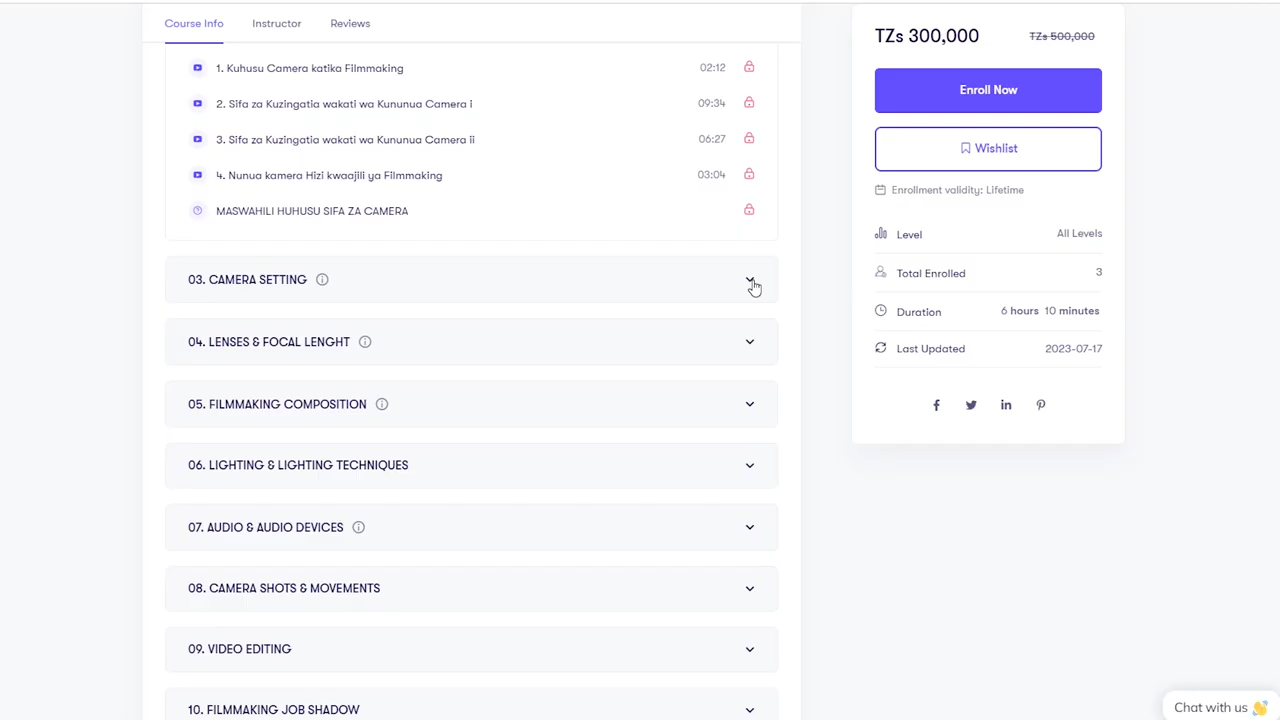 Course Info
Instructor
Reviews
1. Kuhusu Camera katika Filmmaking
02:12
2. Sifa za Kuzingatia wakati wa Kununua Camera i
09:34
3. Sifa za Kuzingatia wakati wa Kununua Camera ii
06:27
4. Nunua kamera Hizi kwaajili ya Filmmaking
03:04
MASWAHILI HUHUSU SIFA ZA CAMERA
03. CAMERA SETTING
04. LENSES & FOCAL LENGHT
05. FILMMAKING COMPOSITION
06. LIGHTING & LIGHTING TECHNIQUES
07. AUDIO & AUDIO DEVICES
08. CAMERA SHOTS & MOVEMENTS
09. VIDEO EDITING
10. FILMMAKING JOB SHADOW
TZs 300,000
TZs 500,000
Enroll Now
Wishlist
Enrollment validity: Lifetime
Level
All Levels
Total Enrolled
3
Duration
6 hours 10 minutes
Last Updated
2023-07-17
Chat with us 👋